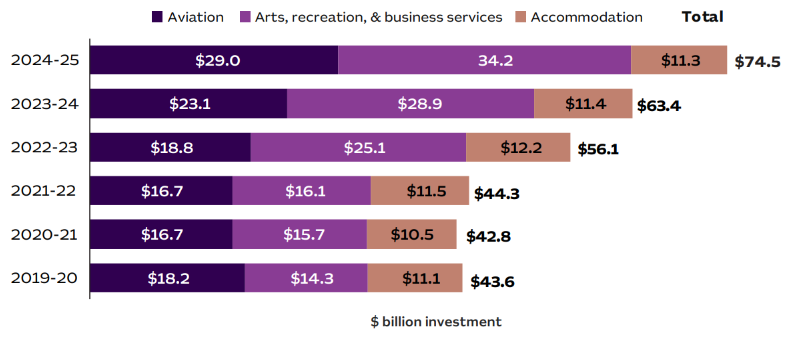 Aviation Arts, recreation, & business services Accommodation Total
2024-25 $29.0 34.2 $11.3 $74.5
2023-24 $23.1 $28.9 $11.4 $63.4
2022-23 $18.8 $25.1 $12.2 $56.1
2021-22 $16.7 $16.1 $11.5 $44.3
2020-21 $16.7 $15.7 $10.5 $42.8
2019-20 $18.2 $14.3 $11.1 $43.6
$ billion investment